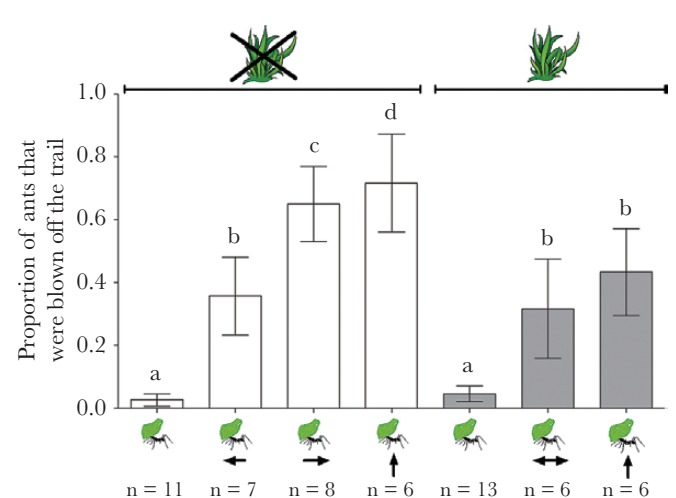 Proportion of ants that
were blown off the trail
1.0
0.8
0.6
0.4
0.2
0.0
a
b
c
d
a
b
b
n = 11
n = 7
n = 8
n = 6
n = 13
n = 6
n = 6